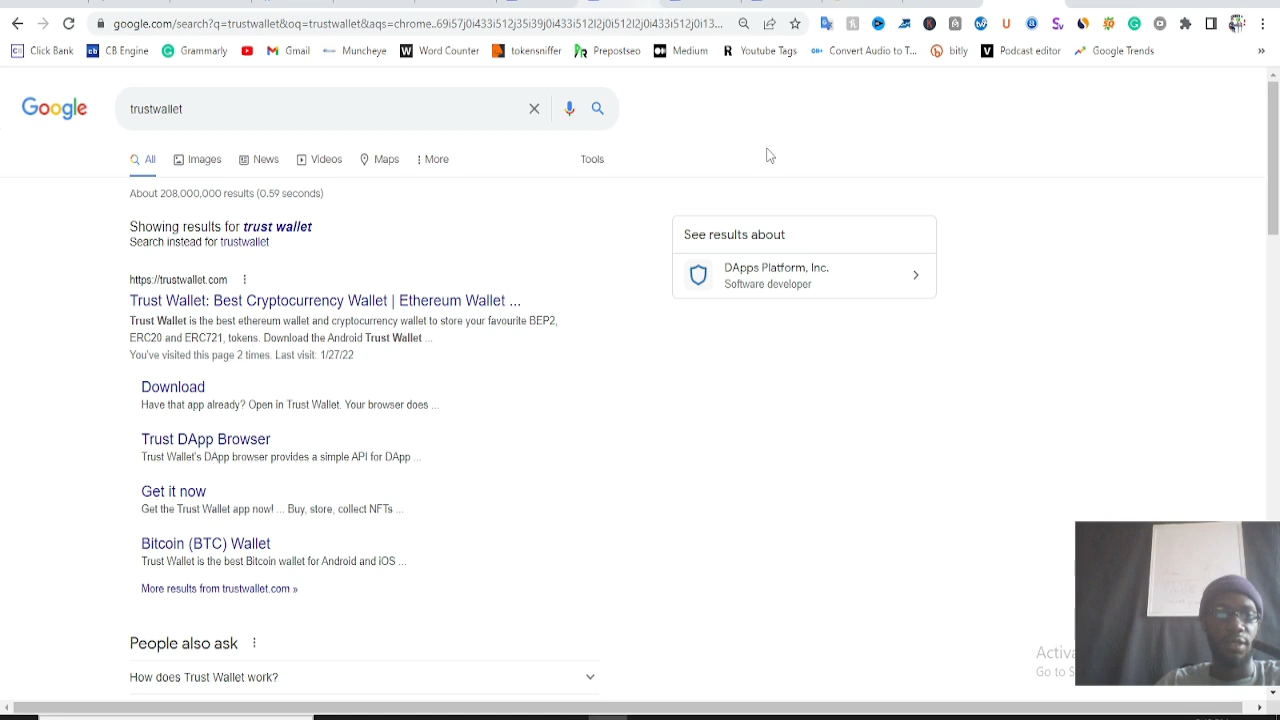 google.com/search?q=trustwallet&oq=trustwallet&aqs=chrome..69i57j0i433i512j35i39j0i433i512l2j0i512l2j0i433i512j0i13...
Click Bank CB Engine Grammarly Gmail Muncheye Word Counter tokensniffer Prepostseo Medium Youtube Tags Convert Audio to T... bitly Podcast editor Google Trends »
Google
trustwallet
All Images News Videos Maps More Tools
About 208,000,000 results (0.59 seconds)
Showing results for trust wallet
Search instead for trustwallet
https://trustwallet.com
Trust Wallet: Best Cryptocurrency Wallet | Ethereum Wallet ...
Trust Wallet is the best ethereum wallet and cryptocurrency wallet to store your favourite BEP2,
ERC20 and ERC721, tokens. Download the Android Trust Wallet ...
You've visited this page 2 times. Last visit: 1/27/22
Download
Have that app already? Open in Trust Wallet. Your browser does ...
Trust DApp Browser
Trust Wallet's DApp browser provides a simple API for DApp ...
Get it now
Get the Trust Wallet app now! ... Buy, store, collect NFTs ...
Bitcoin (BTC) Wallet
Trust Wallet is the best Bitcoin wallet for Android and iOS ...
More results from trustwallet.com »
People also ask
How does Trust Wallet work?
See results about
DApps Platform, Inc.
Software developer
Activa
Go to S